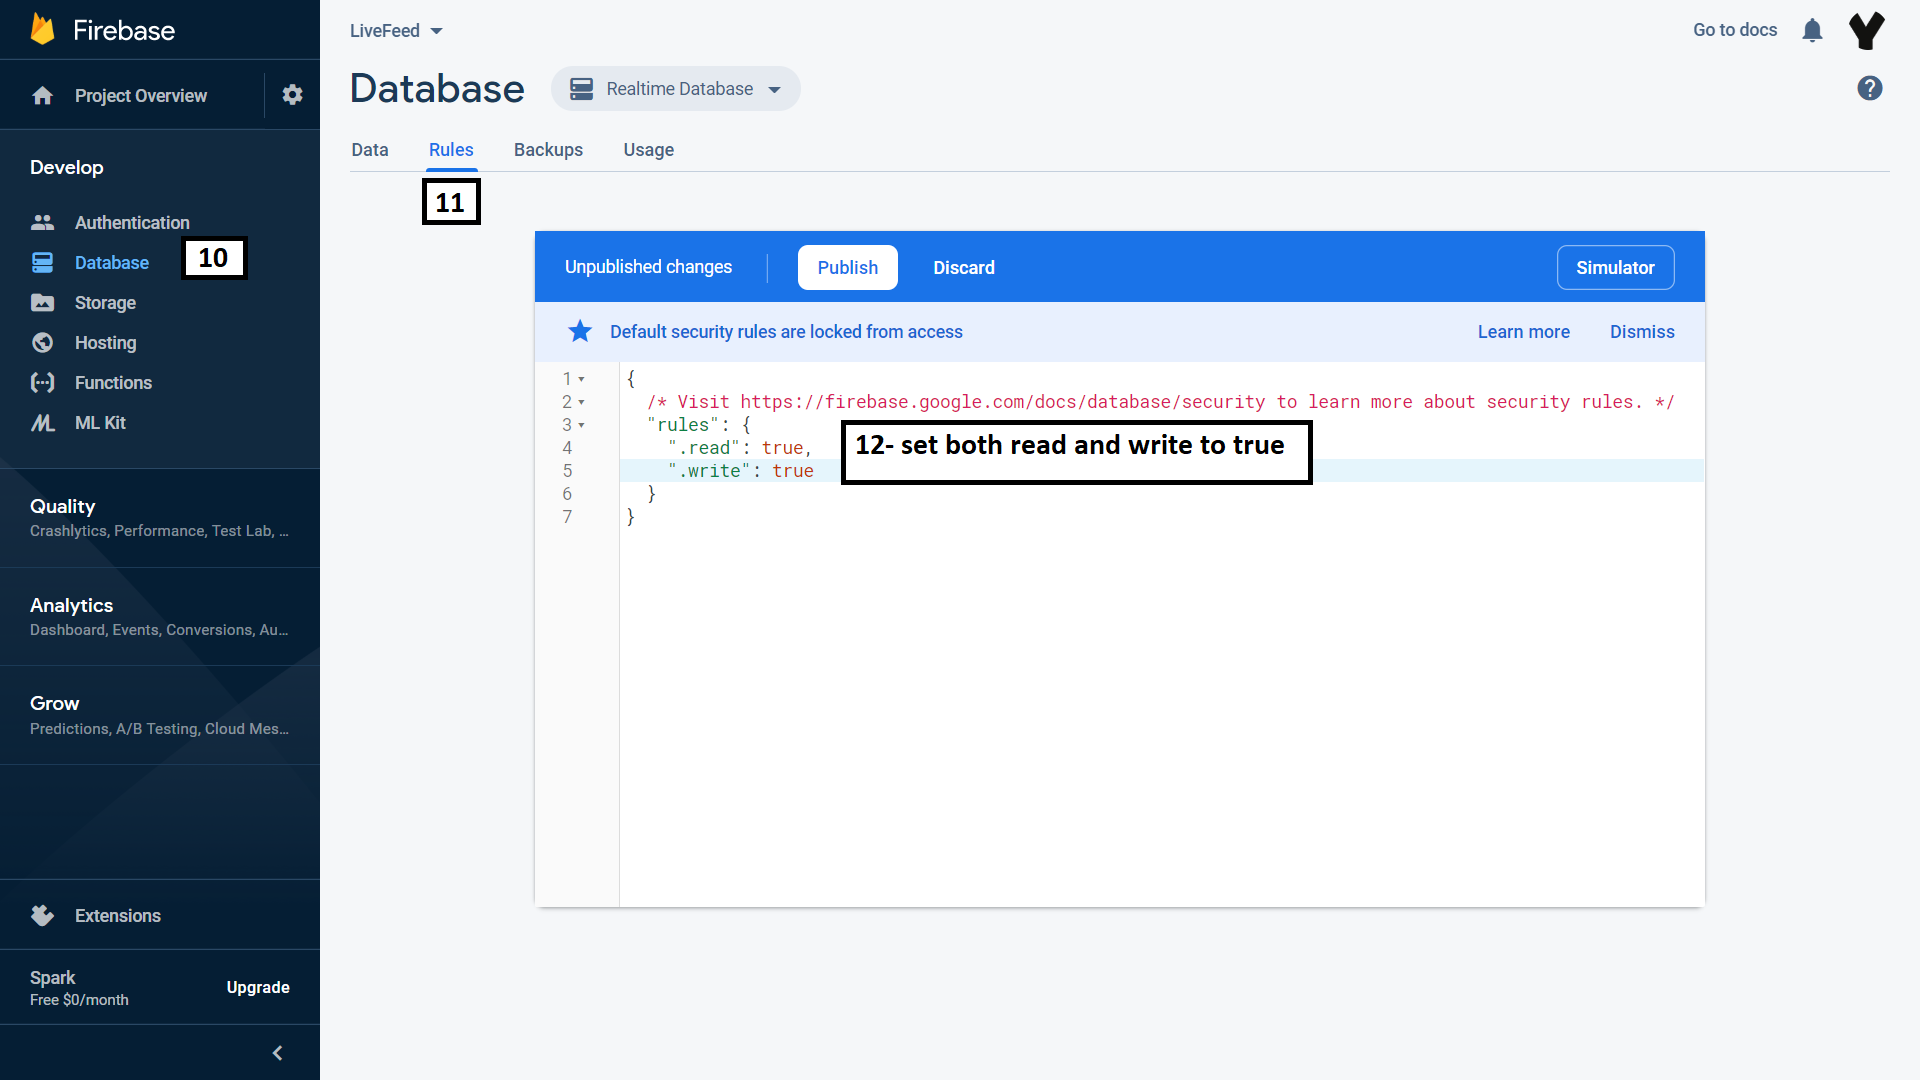 Firebase
Project Overview
Develop
Authentication
Database
10
Storage
Hosting
Functions
ML Kit
Quality
Crashlytics, Performance, Test Lab, ...
Analytics
Dashboard, Events, Conversions, Au...
Grow
Predictions, A/B Testing, Cloud Mes...
Extensions
Spark
Free $0/month
Upgrade
LiveFeed
Go to docs
Database
Realtime Database
Data Rules Backups Usage
11
Unpublished changes Publish Discard Simulator
Default security rules are locked from access Learn more Dismiss
1 {
2 /* Visit https://firebase.google.com/docs/database/security to learn more about security rules. */
3 "rules": {
4 ".read": true,
5 ".write": true
6 }
7 }
12- set both read and write to true